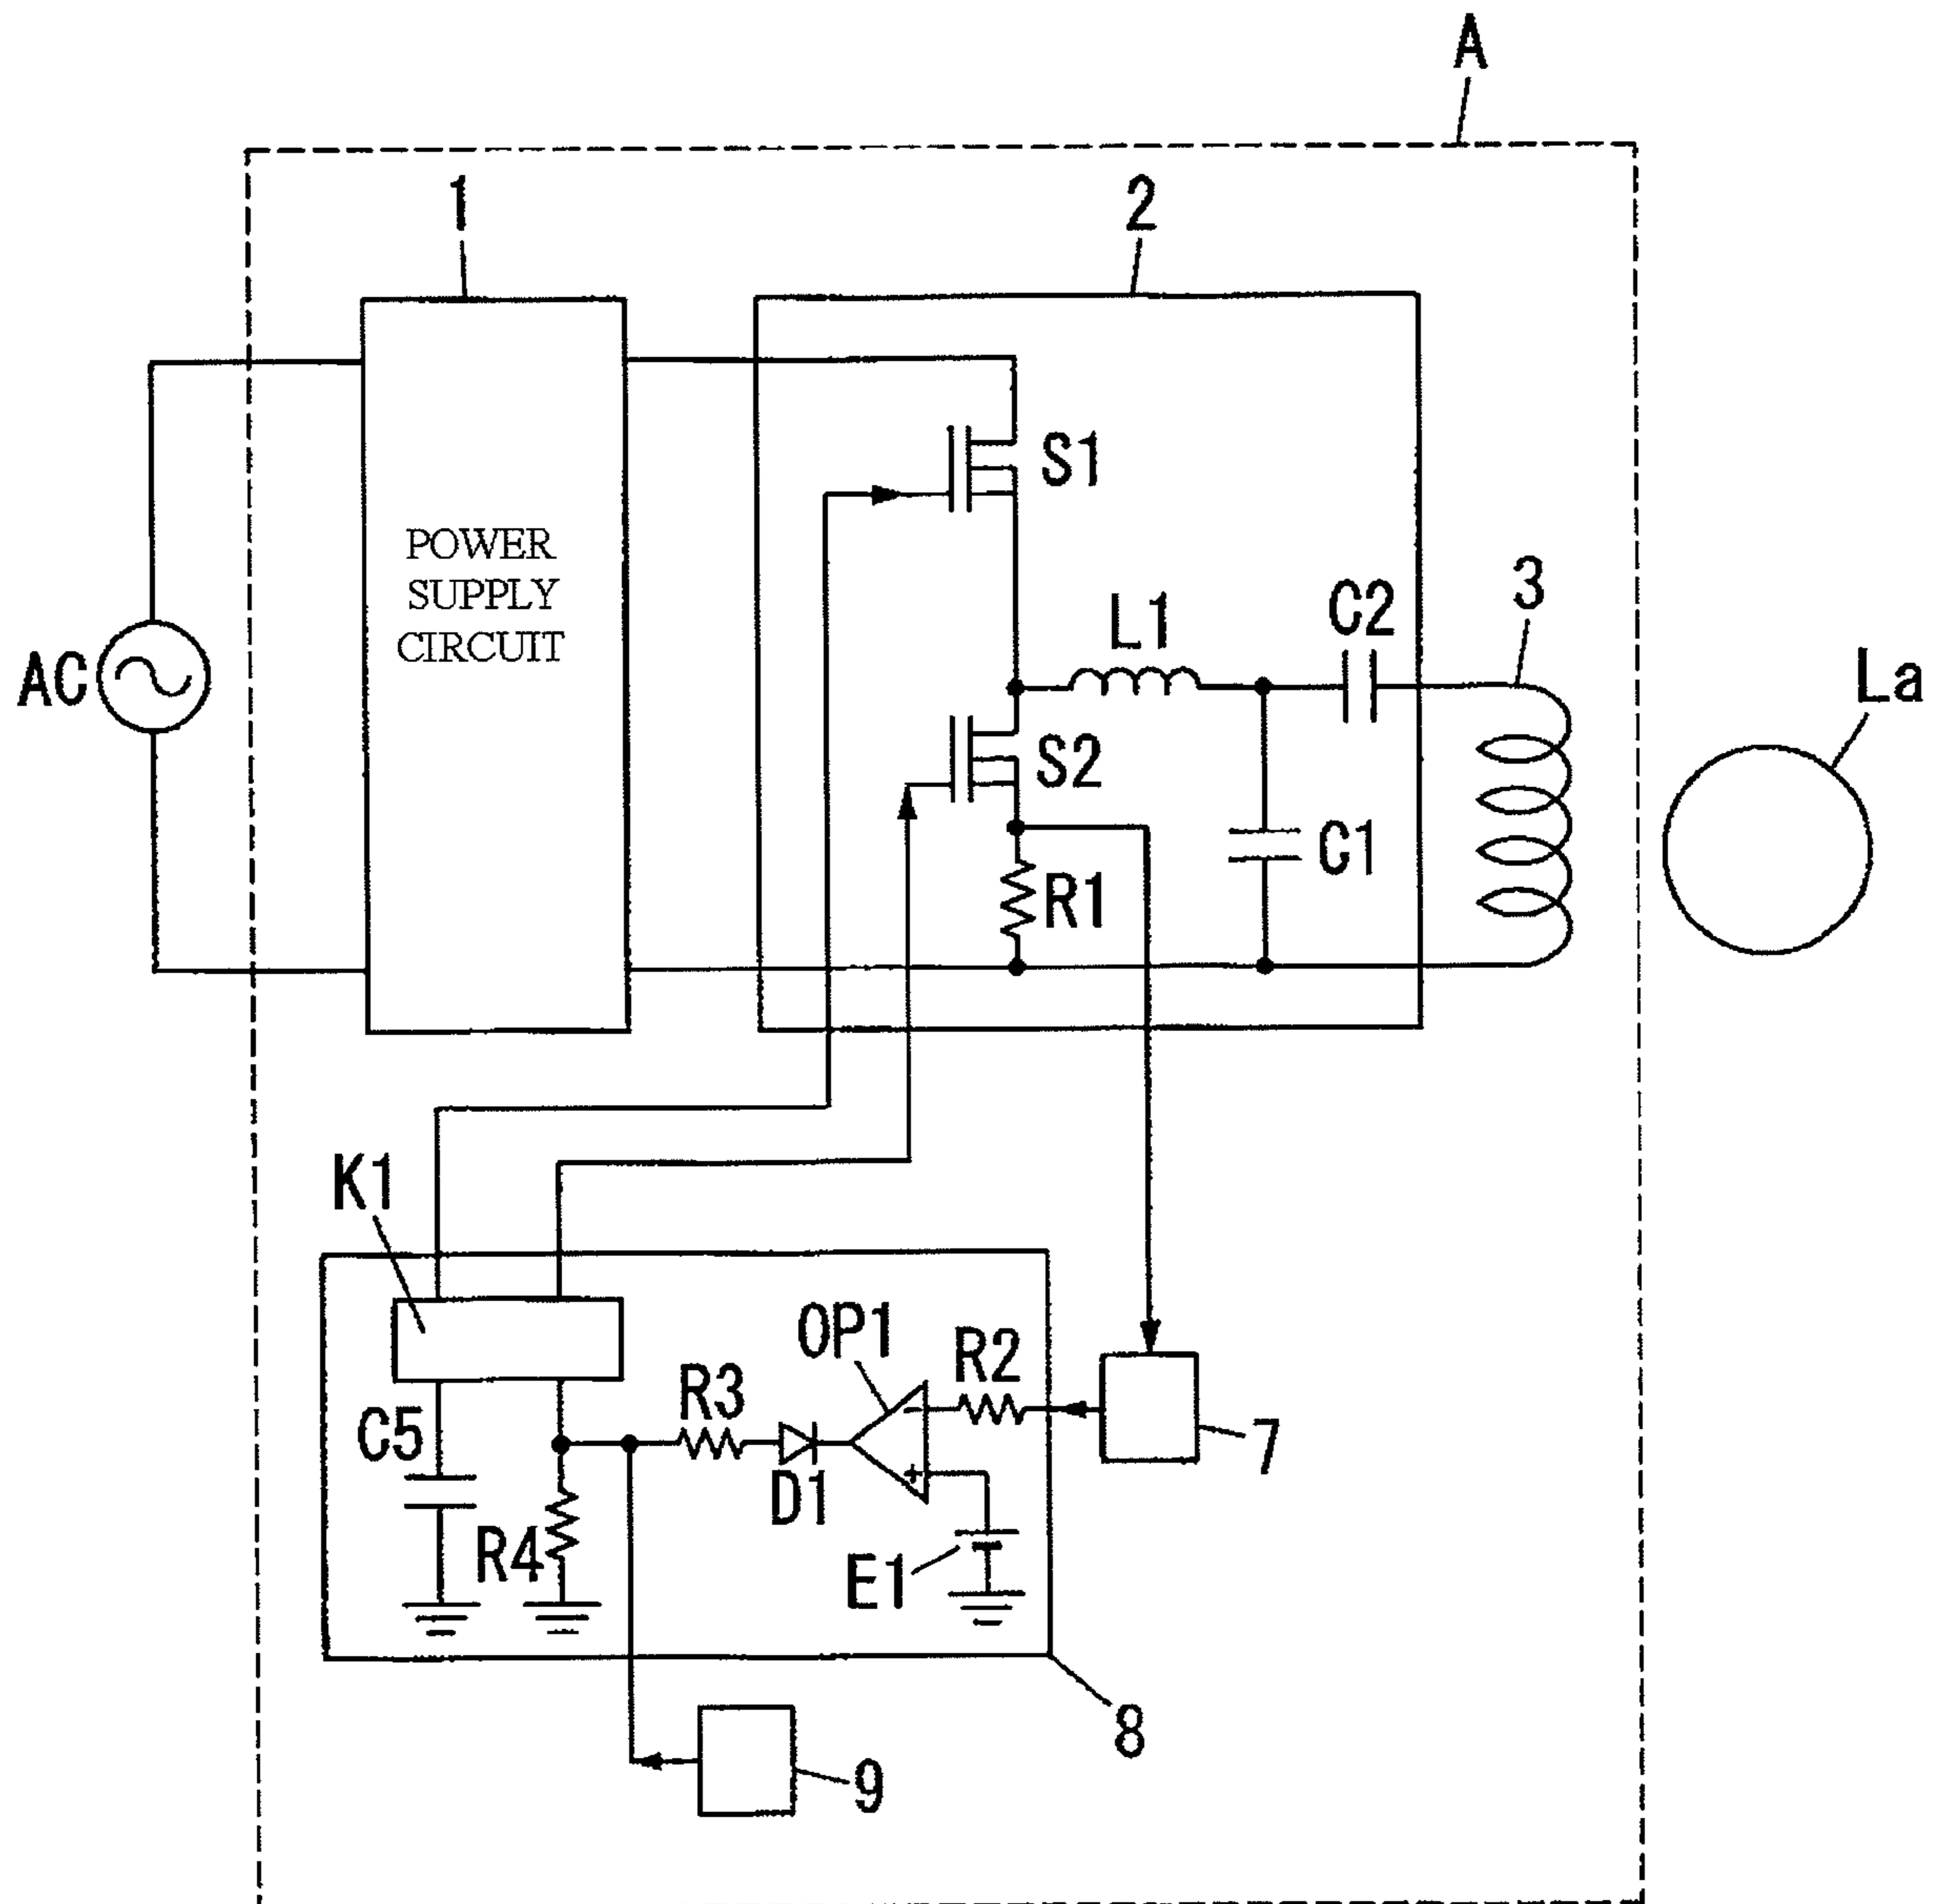 A
1
2
POWER
SUPPLY
CIRCUIT
S1
AC
L1
C2
3
La
S2
C1
R1
K1
OP1
R2
R3
C5
-
+
D1
7
R4
E1
8
9